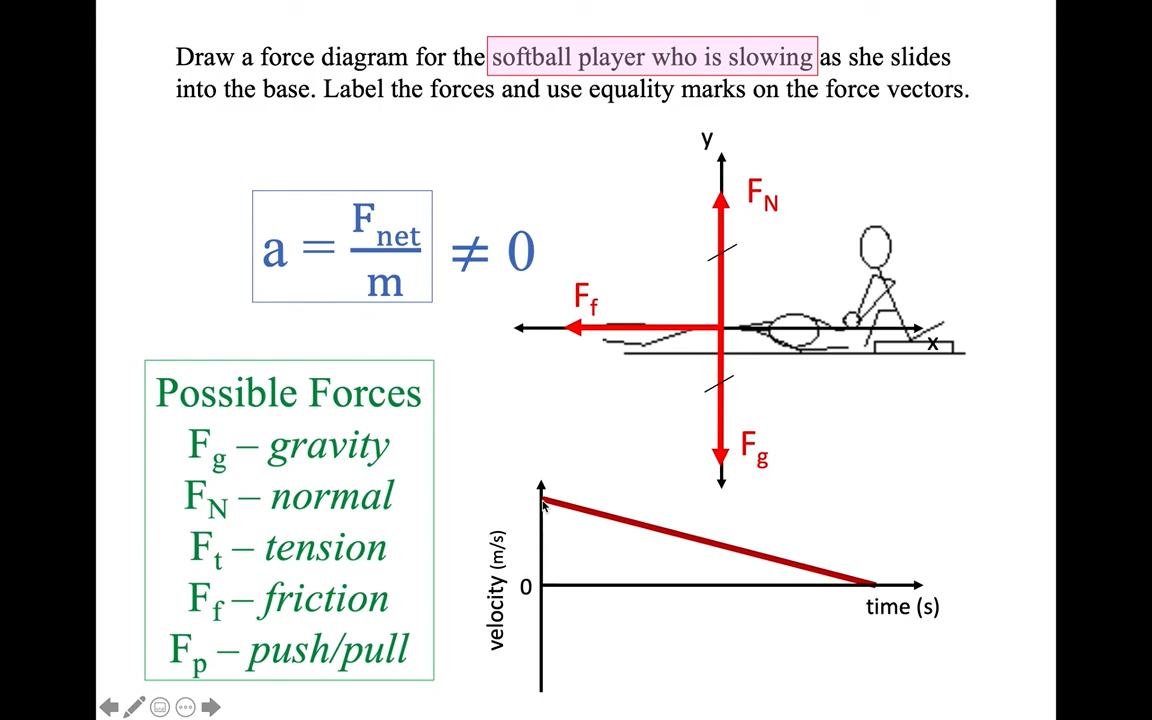 Draw a force diagram for the softball player who is slowing as she slides
into the base. Label the forces and use equality marks on the force vectors.
y
F_N
a = F_net / m ≠ 0
F_f
x
Possible Forces
F_g – gravity
F_N – normal
F_t – tension
F_f – friction
F_p – push/pull
F_g
velocity (m/s)
0
time (s)